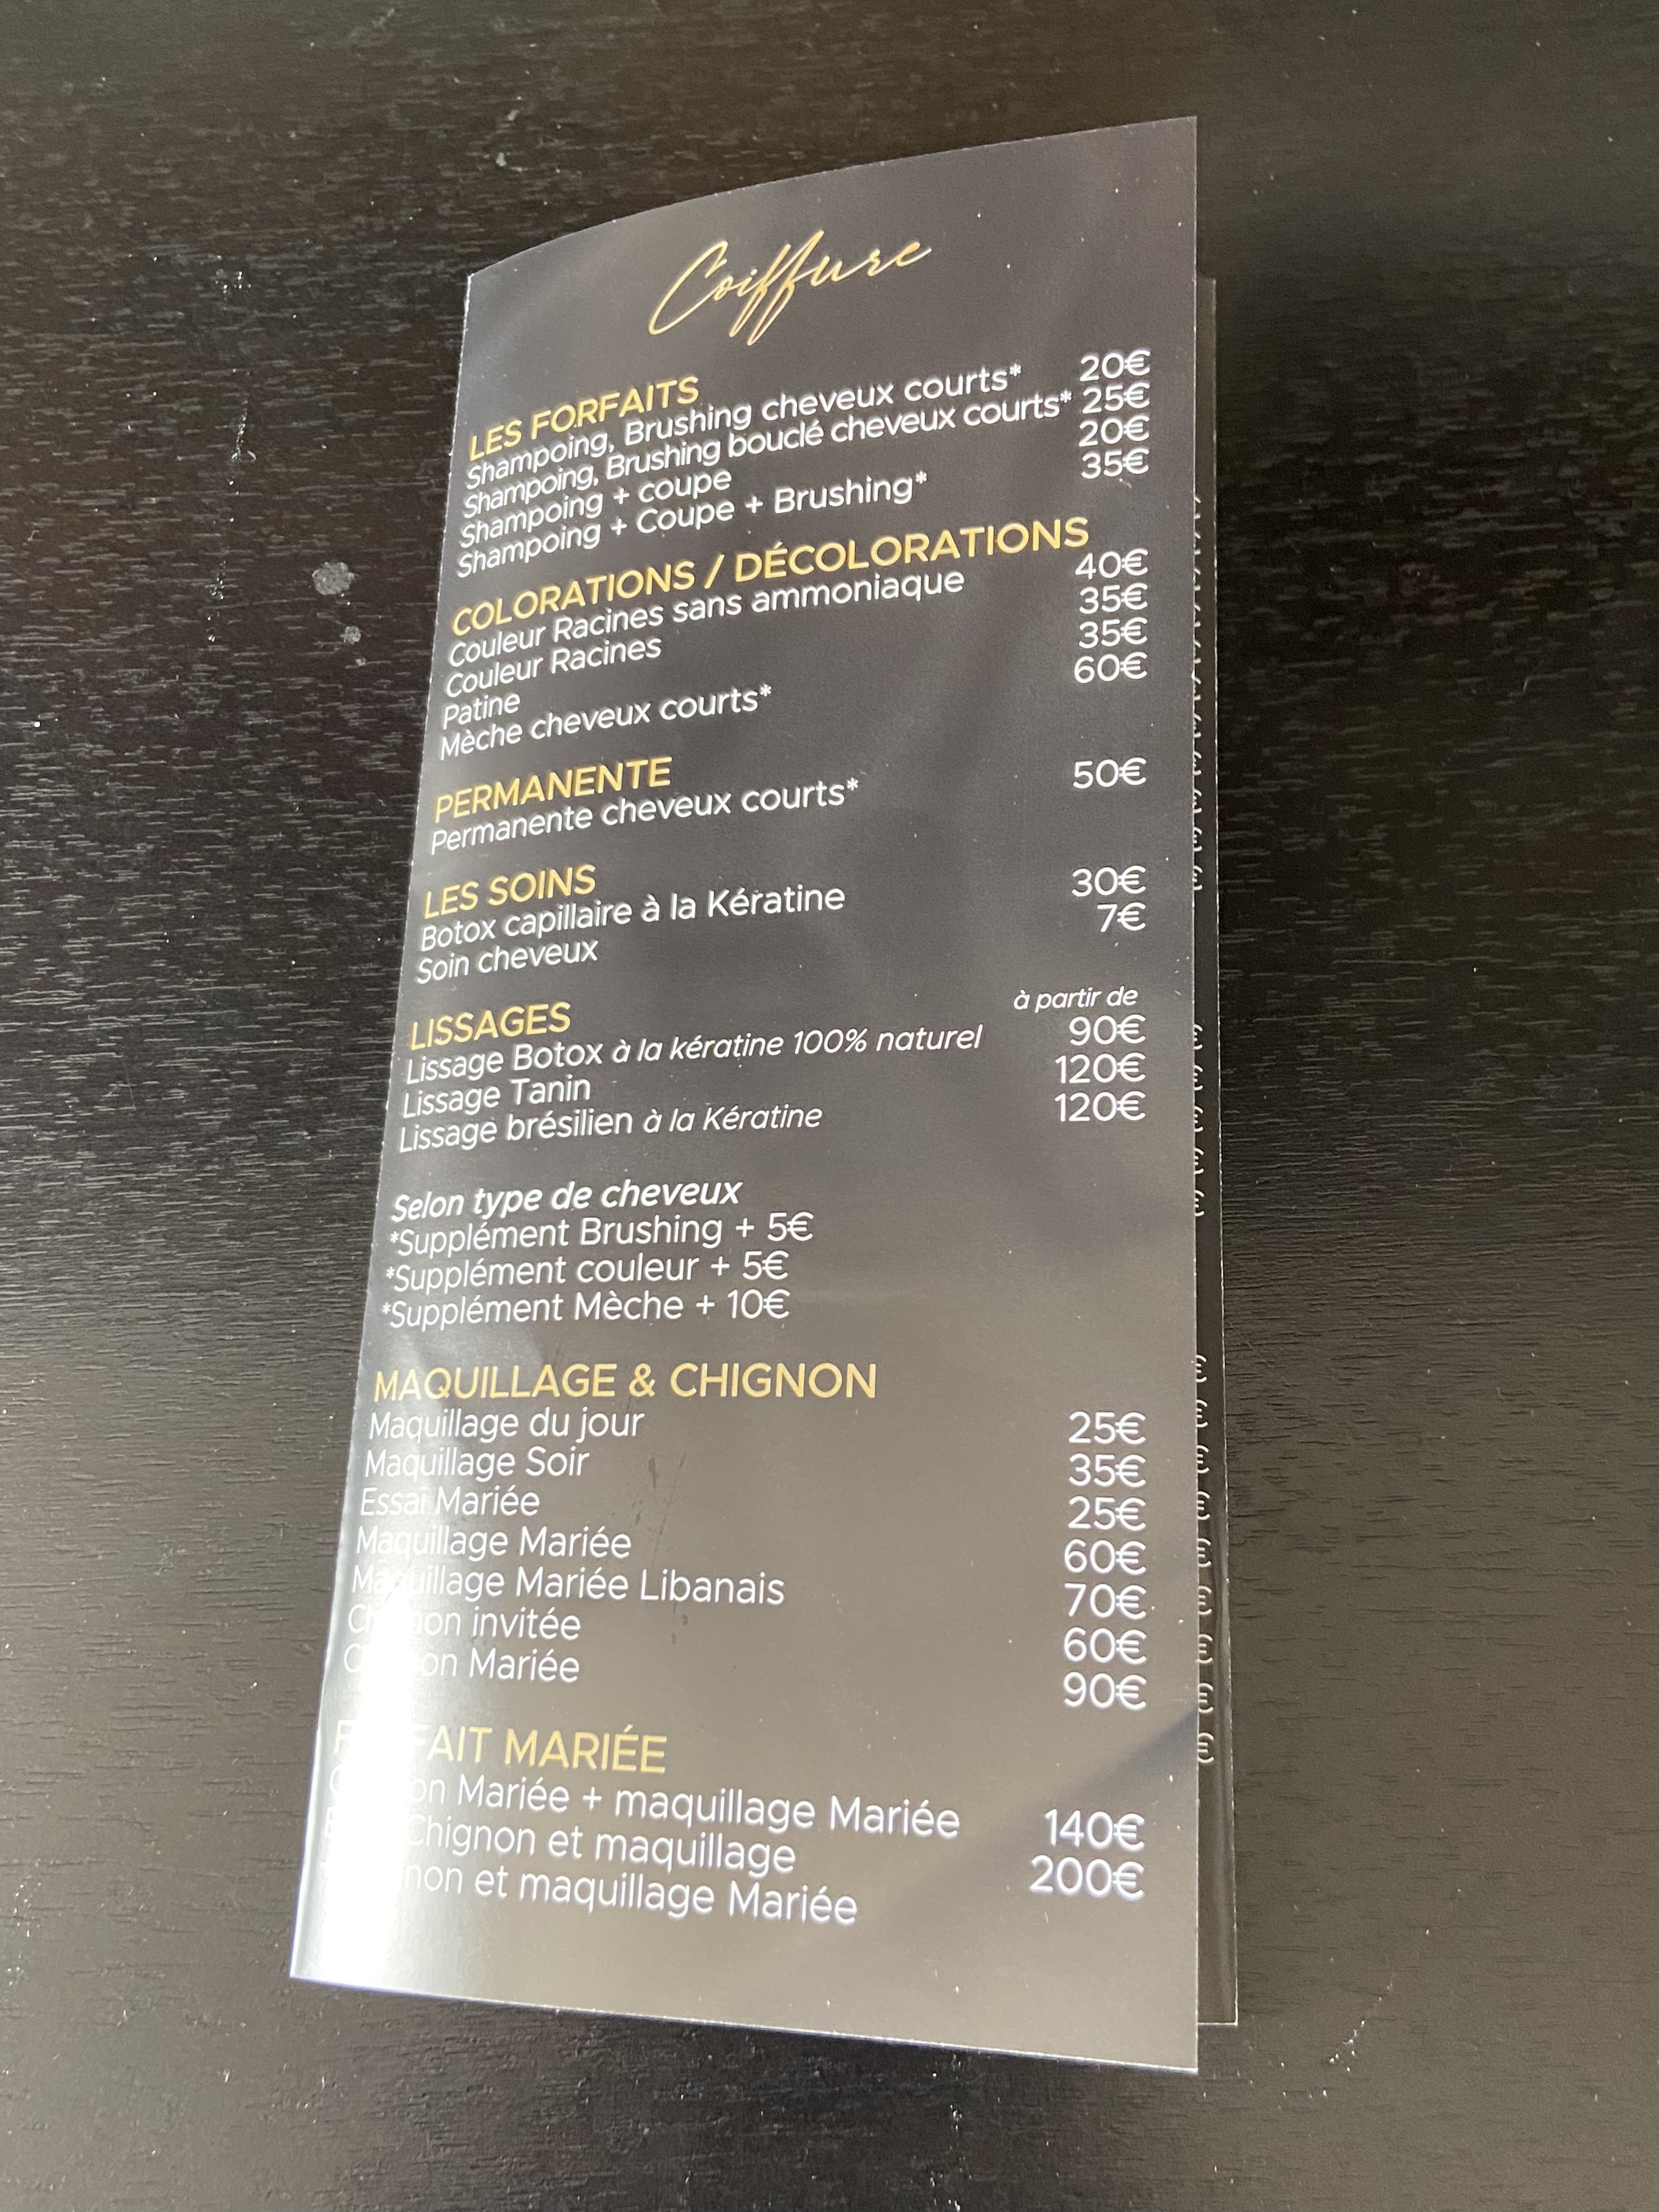 Coiffure
LES FORFAITS
Shampoing, Brushing cheveux courts* 20€
Shampoing, Brushing bouclé cheveux courts* 25€
Shampoing + coupe 20€
Shampoing + Coupe + Brushing* 35€
COLORATIONS / DÉCOLORATIONS
Couleur Racines sans ammoniaque 40€
Couleur Racines 35€
Patine 35€
Mèche cheveux courts* 60€
PERMANENTE
Permanente cheveux courts* 50€
LES SOINS
Botox capillaire à la Kératine 30€
Soin cheveux 7€
LISSAGES à partir de
Lissage Botox à la kératine 100% naturel 90€
Lissage Tanin 120€
Lissage brésilien à la Kératine 120€
Selon type de cheveux
*Supplément Brushing + 5€
*Supplément couleur + 5€
*Supplément Mèche + 10€
MAQUILLAGE & CHIGNON
Maquillage du jour 25€
Maquillage Soir 35€
Essai Mariée 25€
Maquillage Mariée 60€
Maquillage Mariée Libanais 70€
Chignon invitée 60€
Chignon Mariée 90€
FORFAIT MARIÉE
Chignon Mariée + maquillage Mariée 140€
Chignon et maquillage 200€
et maquillage Mariée